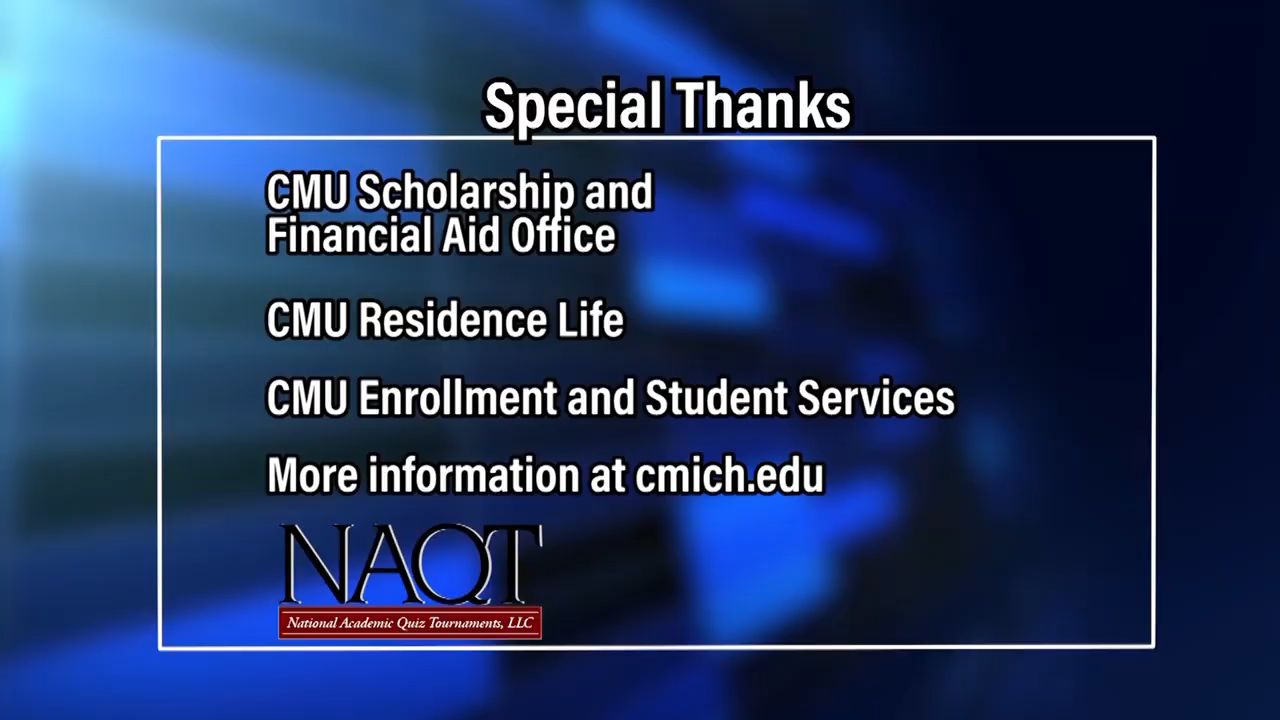 Special Thanks
CMU Scholarship and
Financial Aid Office
CMU Residence Life
CMU Enrollment and Student Services
More information at cmich.edu
NAQT
National Academic Quiz Tournaments, LLC